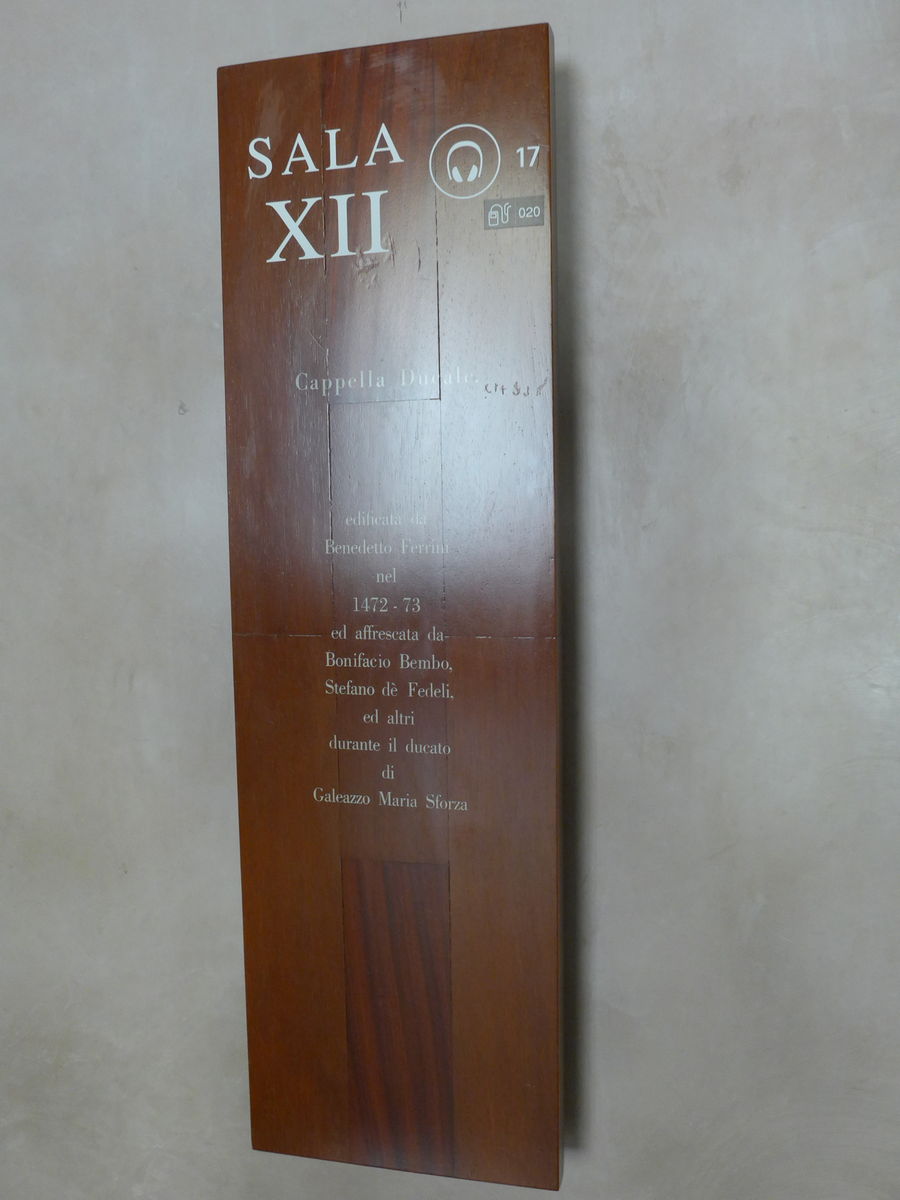 SALA
17
XII
020
Cappella Ducale,
edificata da
Benedetto Ferrini
nel
1472 - 73
ed affrescata da
Bonifacio Bembo,
Stefano dè Fedeli,
ed altri
durante il ducato
di
Galeazzo Maria Sforza